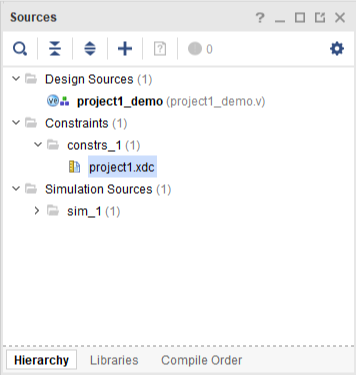 Sources
? _
0
Design Sources (1)
project1_demo (project1_demo.v)
Constraints (1)
constrs_1 (1)
project1.xdc
Simulation Sources (1)
sim_1 (1)
Hierarchy Libraries Compile Order